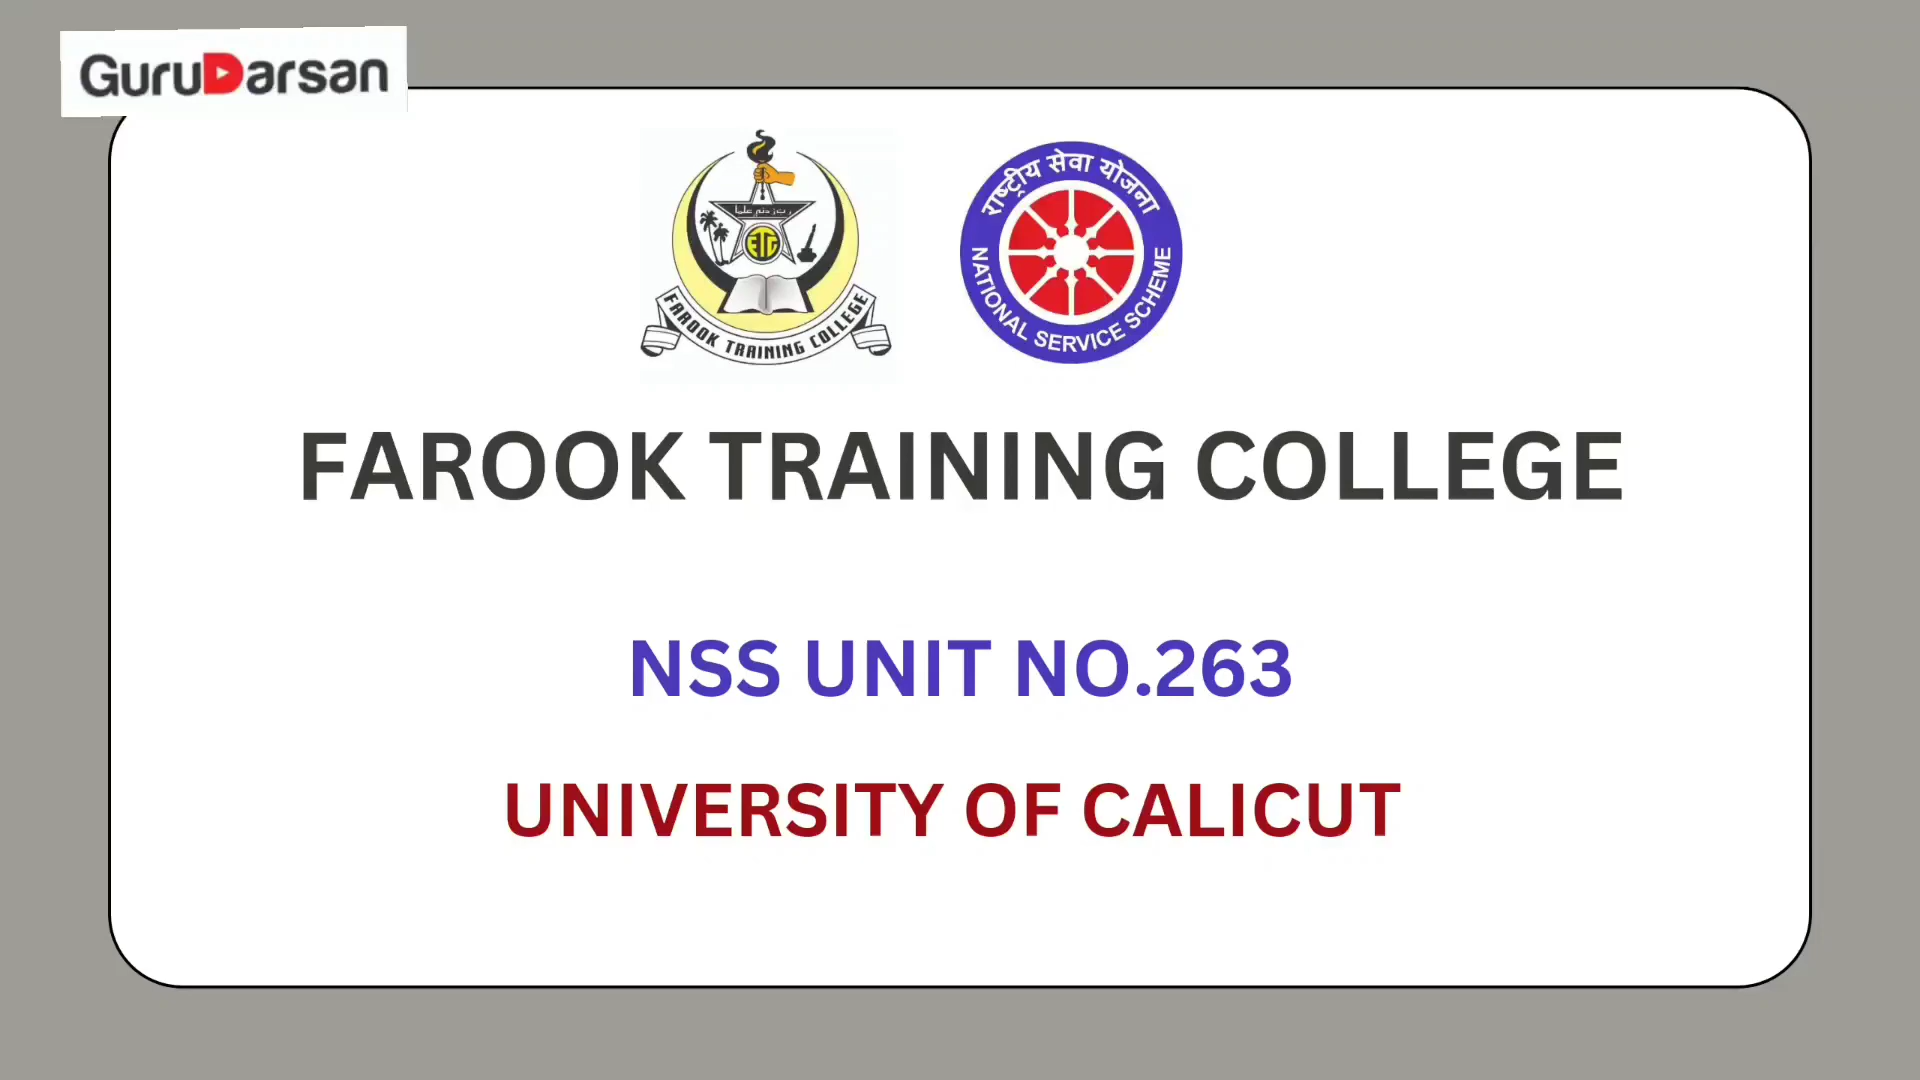 GuruDarsan
FAROOK TRAINING COLLEGE
राष्ट्रीय सेवा योजना
NATIONAL SERVICE SCHEME
FAROOK TRAINING COLLEGE
NSS UNIT NO.263
UNIVERSITY OF CALICUT